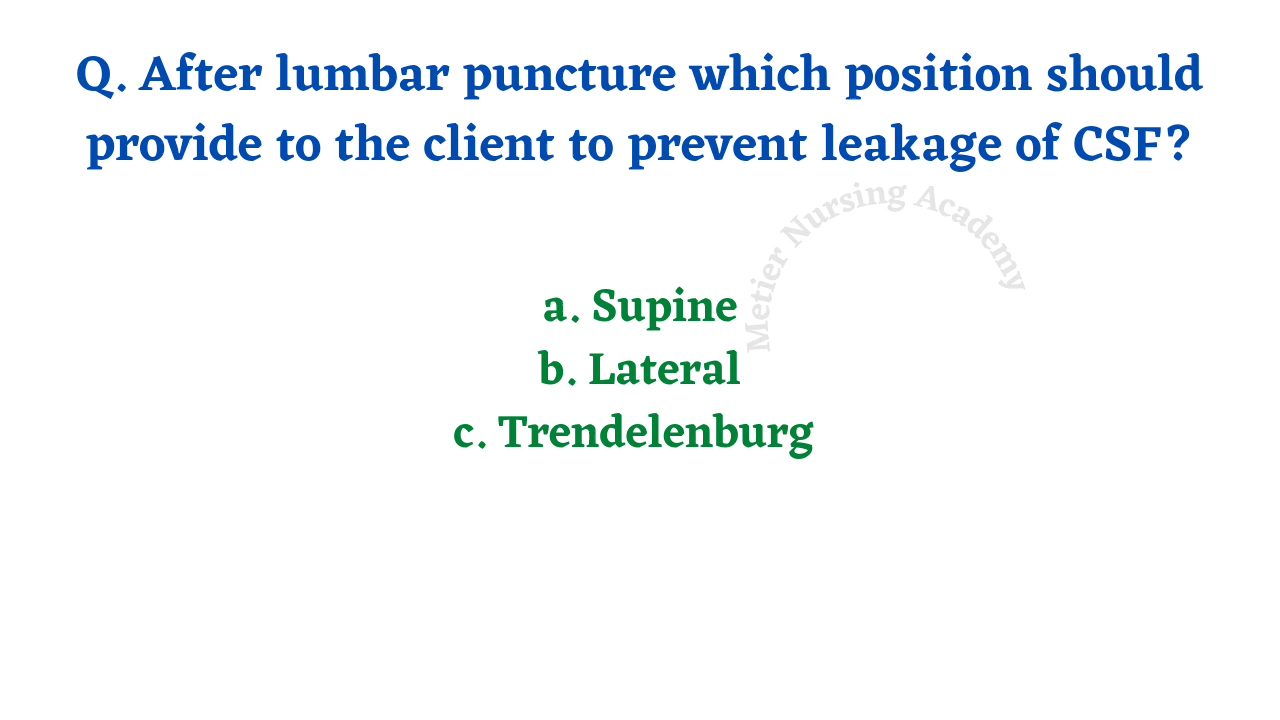 Q. After lumbar puncture which position should
provide to the client to prevent leakage of CSF?
Metier Nursing Academy
a. Supine
b. Lateral
c. Trendelenburg